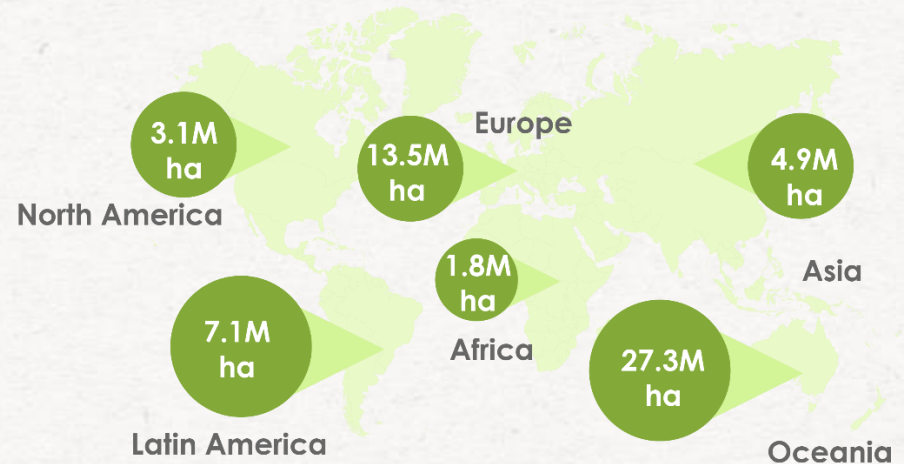 3.1M
ha
North America
Europe
13.5M
ha
4.9M
ha
Asia
1.8M
ha
Africa
7.1M
ha
Latin America
27.3M
ha
Oceania